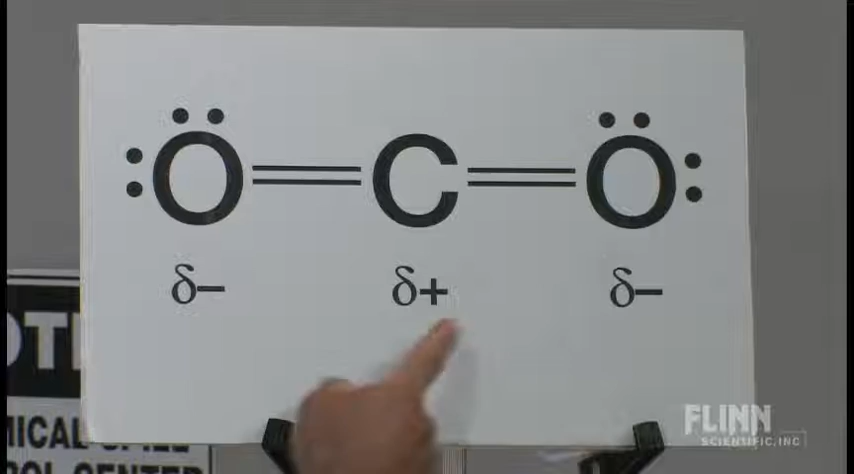 O=C=O
δ− δ+ δ−
FLINN
SCIENTIFIC, INC